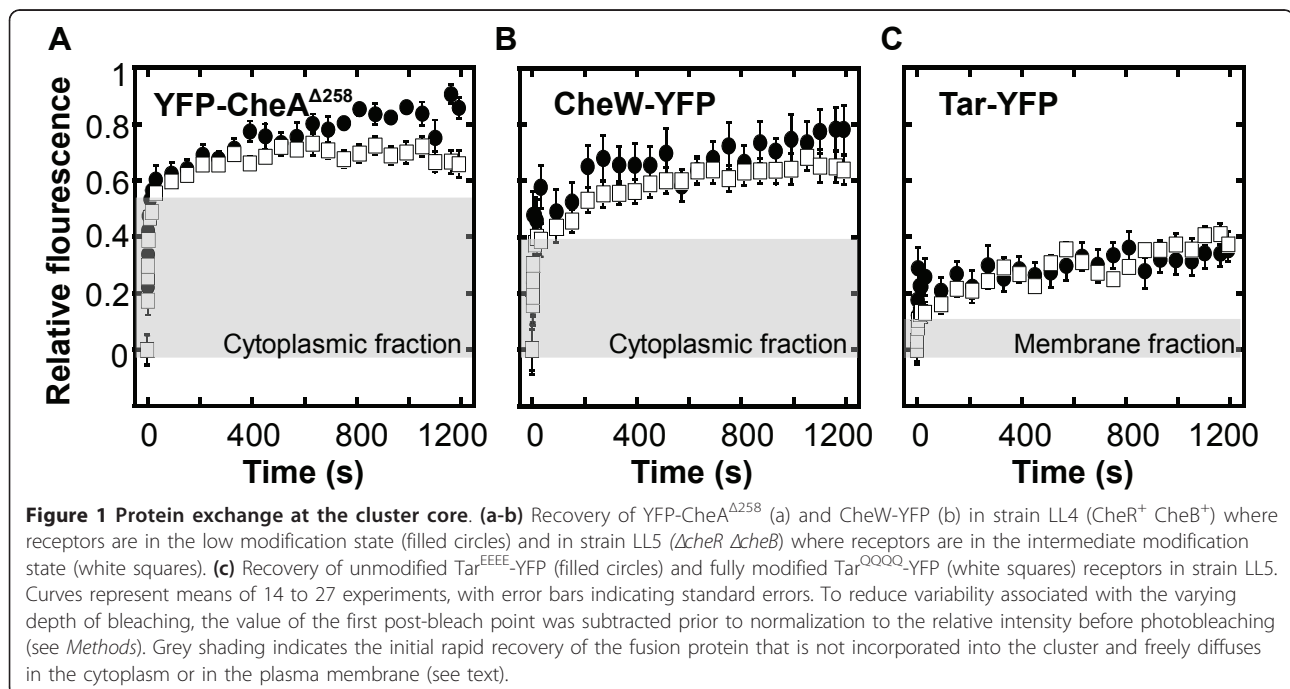 A
B
C
YFP-CheA^Δ258
CheW-YFP
Tar-YFP
Relative flourescence
1
0.8
0.6
0.4
0.2
0
Cytoplasmic fraction
Cytoplasmic fraction
Membrane fraction
0 400 800 1200
0 400 800 1200
0 400 800 1200
Time (s)
Time (s)
Time (s)
Figure 1 Protein exchange at the cluster core. (a-b) Recovery of YFP-CheA^Δ258 (a) and CheW-YFP (b) in strain LL4 (CheR+ CheB+) where
receptors are in the low modification state (filled circles) and in strain LL5 (ΔcheR ΔcheB) where receptors are in the intermediate modification
state (white squares). (c) Recovery of unmodified Tar^EEEE-YFP (filled circles) and fully modified Tar^QQQQ-YFP (white squares) receptors in strain LL5.
Curves represent means of 14 to 27 experiments, with error bars indicating standard errors. To reduce variability associated with the varying
depth of bleaching, the value of the first post-bleach point was subtracted prior to normalization to the relative intensity before photobleaching
(see Methods). Grey shading indicates the initial rapid recovery of the fusion protein that is not incorporated into the cluster and freely diffuses
in the cytoplasm or in the plasma membrane (see text).